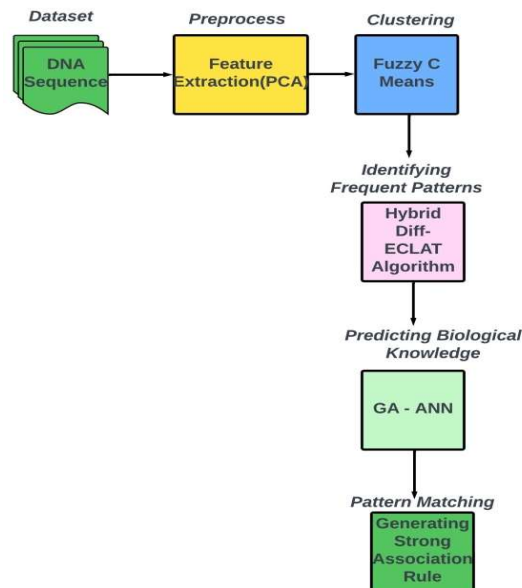 Dataset
Preprocess
Clustering
DNA
Sequence
Feature
Extraction(PCA)
Fuzzy C
Means
Identifying
Frequent Patterns
Hybrid
Diff-
ECLAT
Algorithm
Predicting Biological
Knowledge
GA - ANN
Pattern Matching
Generating
Strong
Association
Rule